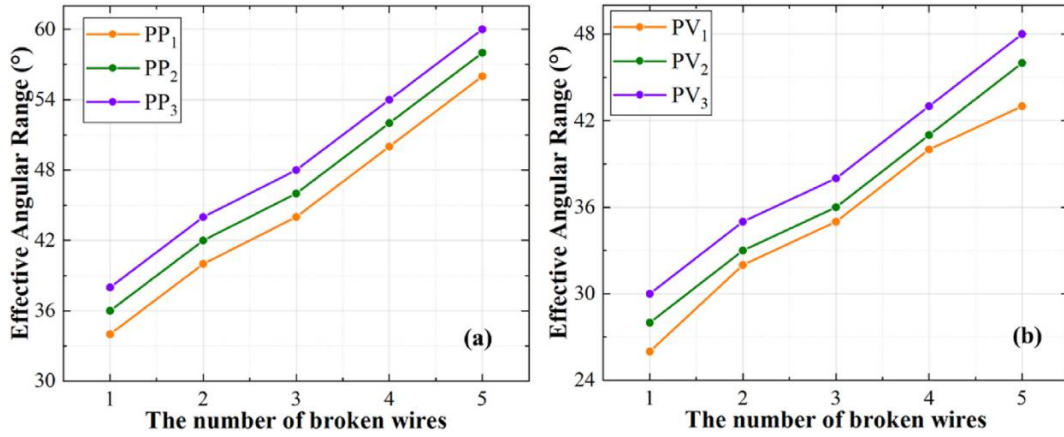 Effective Angular Range (°)
60
54
48
42
36
30
PP₁
PP₂
PP₃
(a)
1 2 3 4 5
The number of broken wires
Effective Angular Range (°)
48
42
36
30
24
PV₁
PV₂
PV₃
(b)
1 2 3 4 5
The number of broken wires